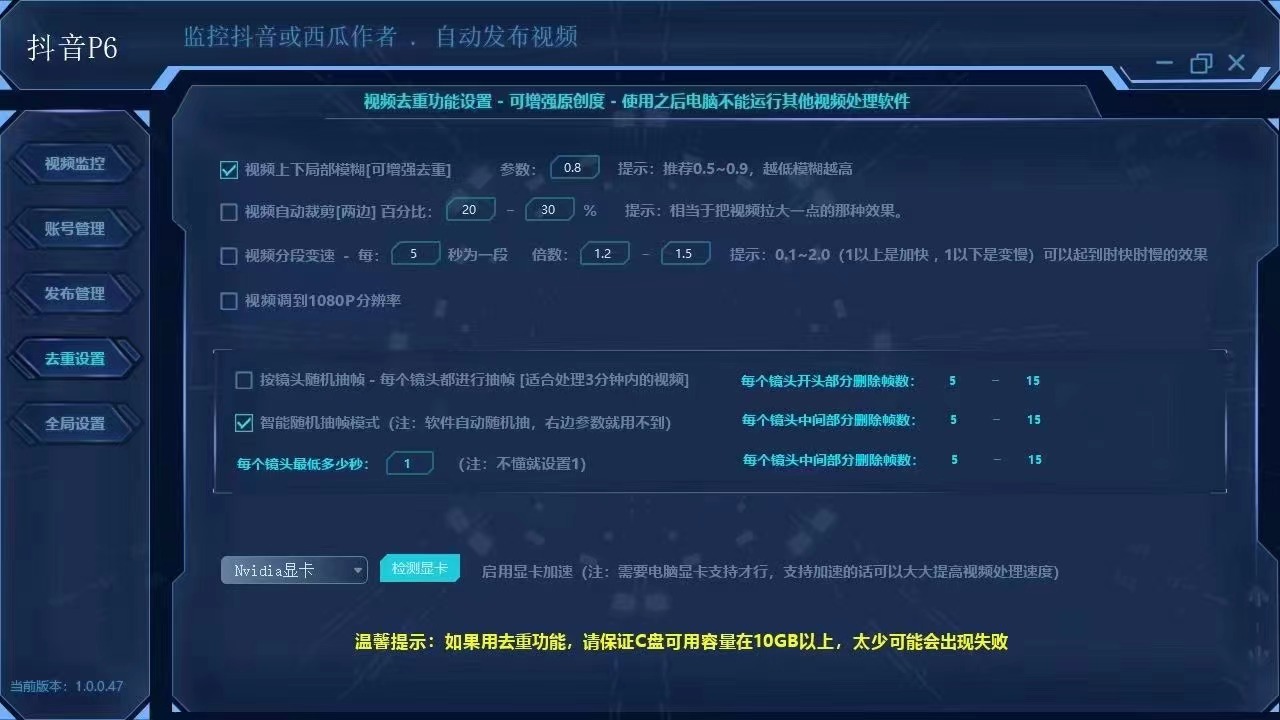 抖音P6
监控抖音或西瓜作者 . 自动发布视频
视频去重功能设置 - 可增强原创度 - 使用之后电脑不能运行其他视频处理软件
视频监控
账号管理
发布管理
去重设置
全局设置
当前版本：1.0.0.47
视频上下局部模糊[可增强去重] 参数： 0.8 提示：推荐0.5~0.9，越低模糊越高
视频自动裁剪[两边] 百分比： 20 - 30 % 提示：相当于把视频拉大一点的那种效果。
视频分段变速 - 每： 5 秒为一段 倍数： 1.2 - 1.5 提示：0.1~2.0（1以上是加快，1以下是变慢）可以起到时快时慢的效果
视频调到1080P分辨率
按镜头随机抽帧 - 每个镜头都进行抽帧 [适合处理3分钟内的视频] 每个镜头开头部分删除帧数： 5 - 15
智能随机抽帧模式（注：软件自动随机抽，右边参数就用不到） 每个镜头中间部分删除帧数： 5 - 15
每个镜头最低多少秒： 1 （注：不懂就设置1） 每个镜头中间部分删除帧数： 5 - 15
Nvidia显卡 检测显卡 启用显卡加速（注：需要电脑显卡支持才行，支持加速的话可以大大提高视频处理速度）
温馨提示：如果用去重功能，请保证C盘可用容量在10GB以上，太少可能会出现失败